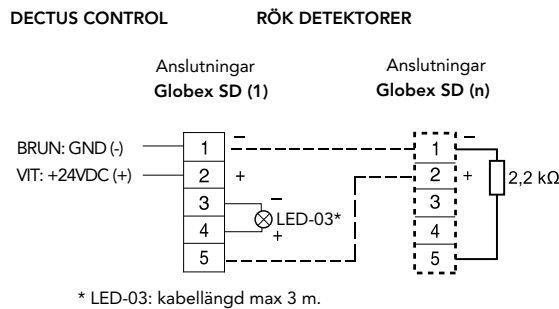 DECTUS CONTROL RÖK DETEKTORER
Anslutningar Anslutningar
Globex SD (1) Globex SD (n)
BRUN: GND (-) 1 – 1 –
VIT: +24VDC (+) 2 + 2 + 2,2 kΩ
3 – 3
LED-03*
4 + 4
5 5
* LED-03: kabellängd max 3 m.